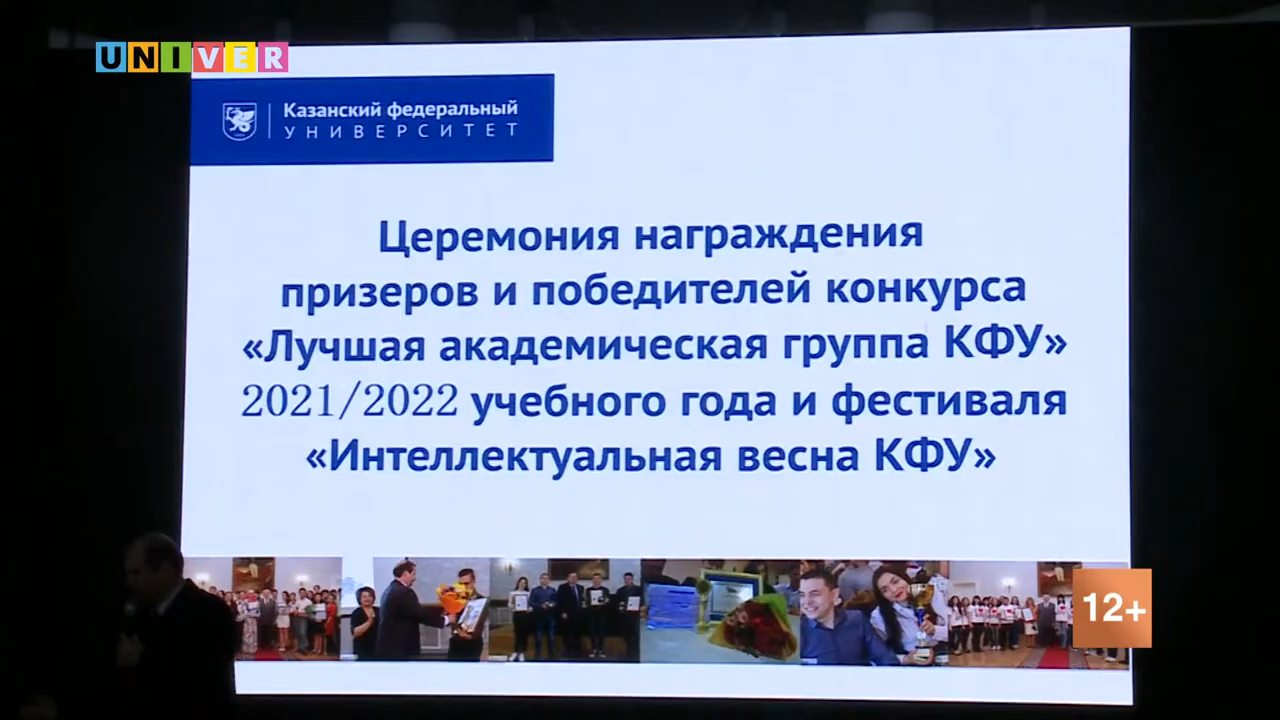 UNIVER
Казанский федеральный
УНИВЕРСИТЕТ
Церемония награждения
призеров и победителей конкурса
«Лучшая академическая группа КФУ»
2021/2022 учебного года и фестиваля
«Интеллектуальная весна КФУ»
12+